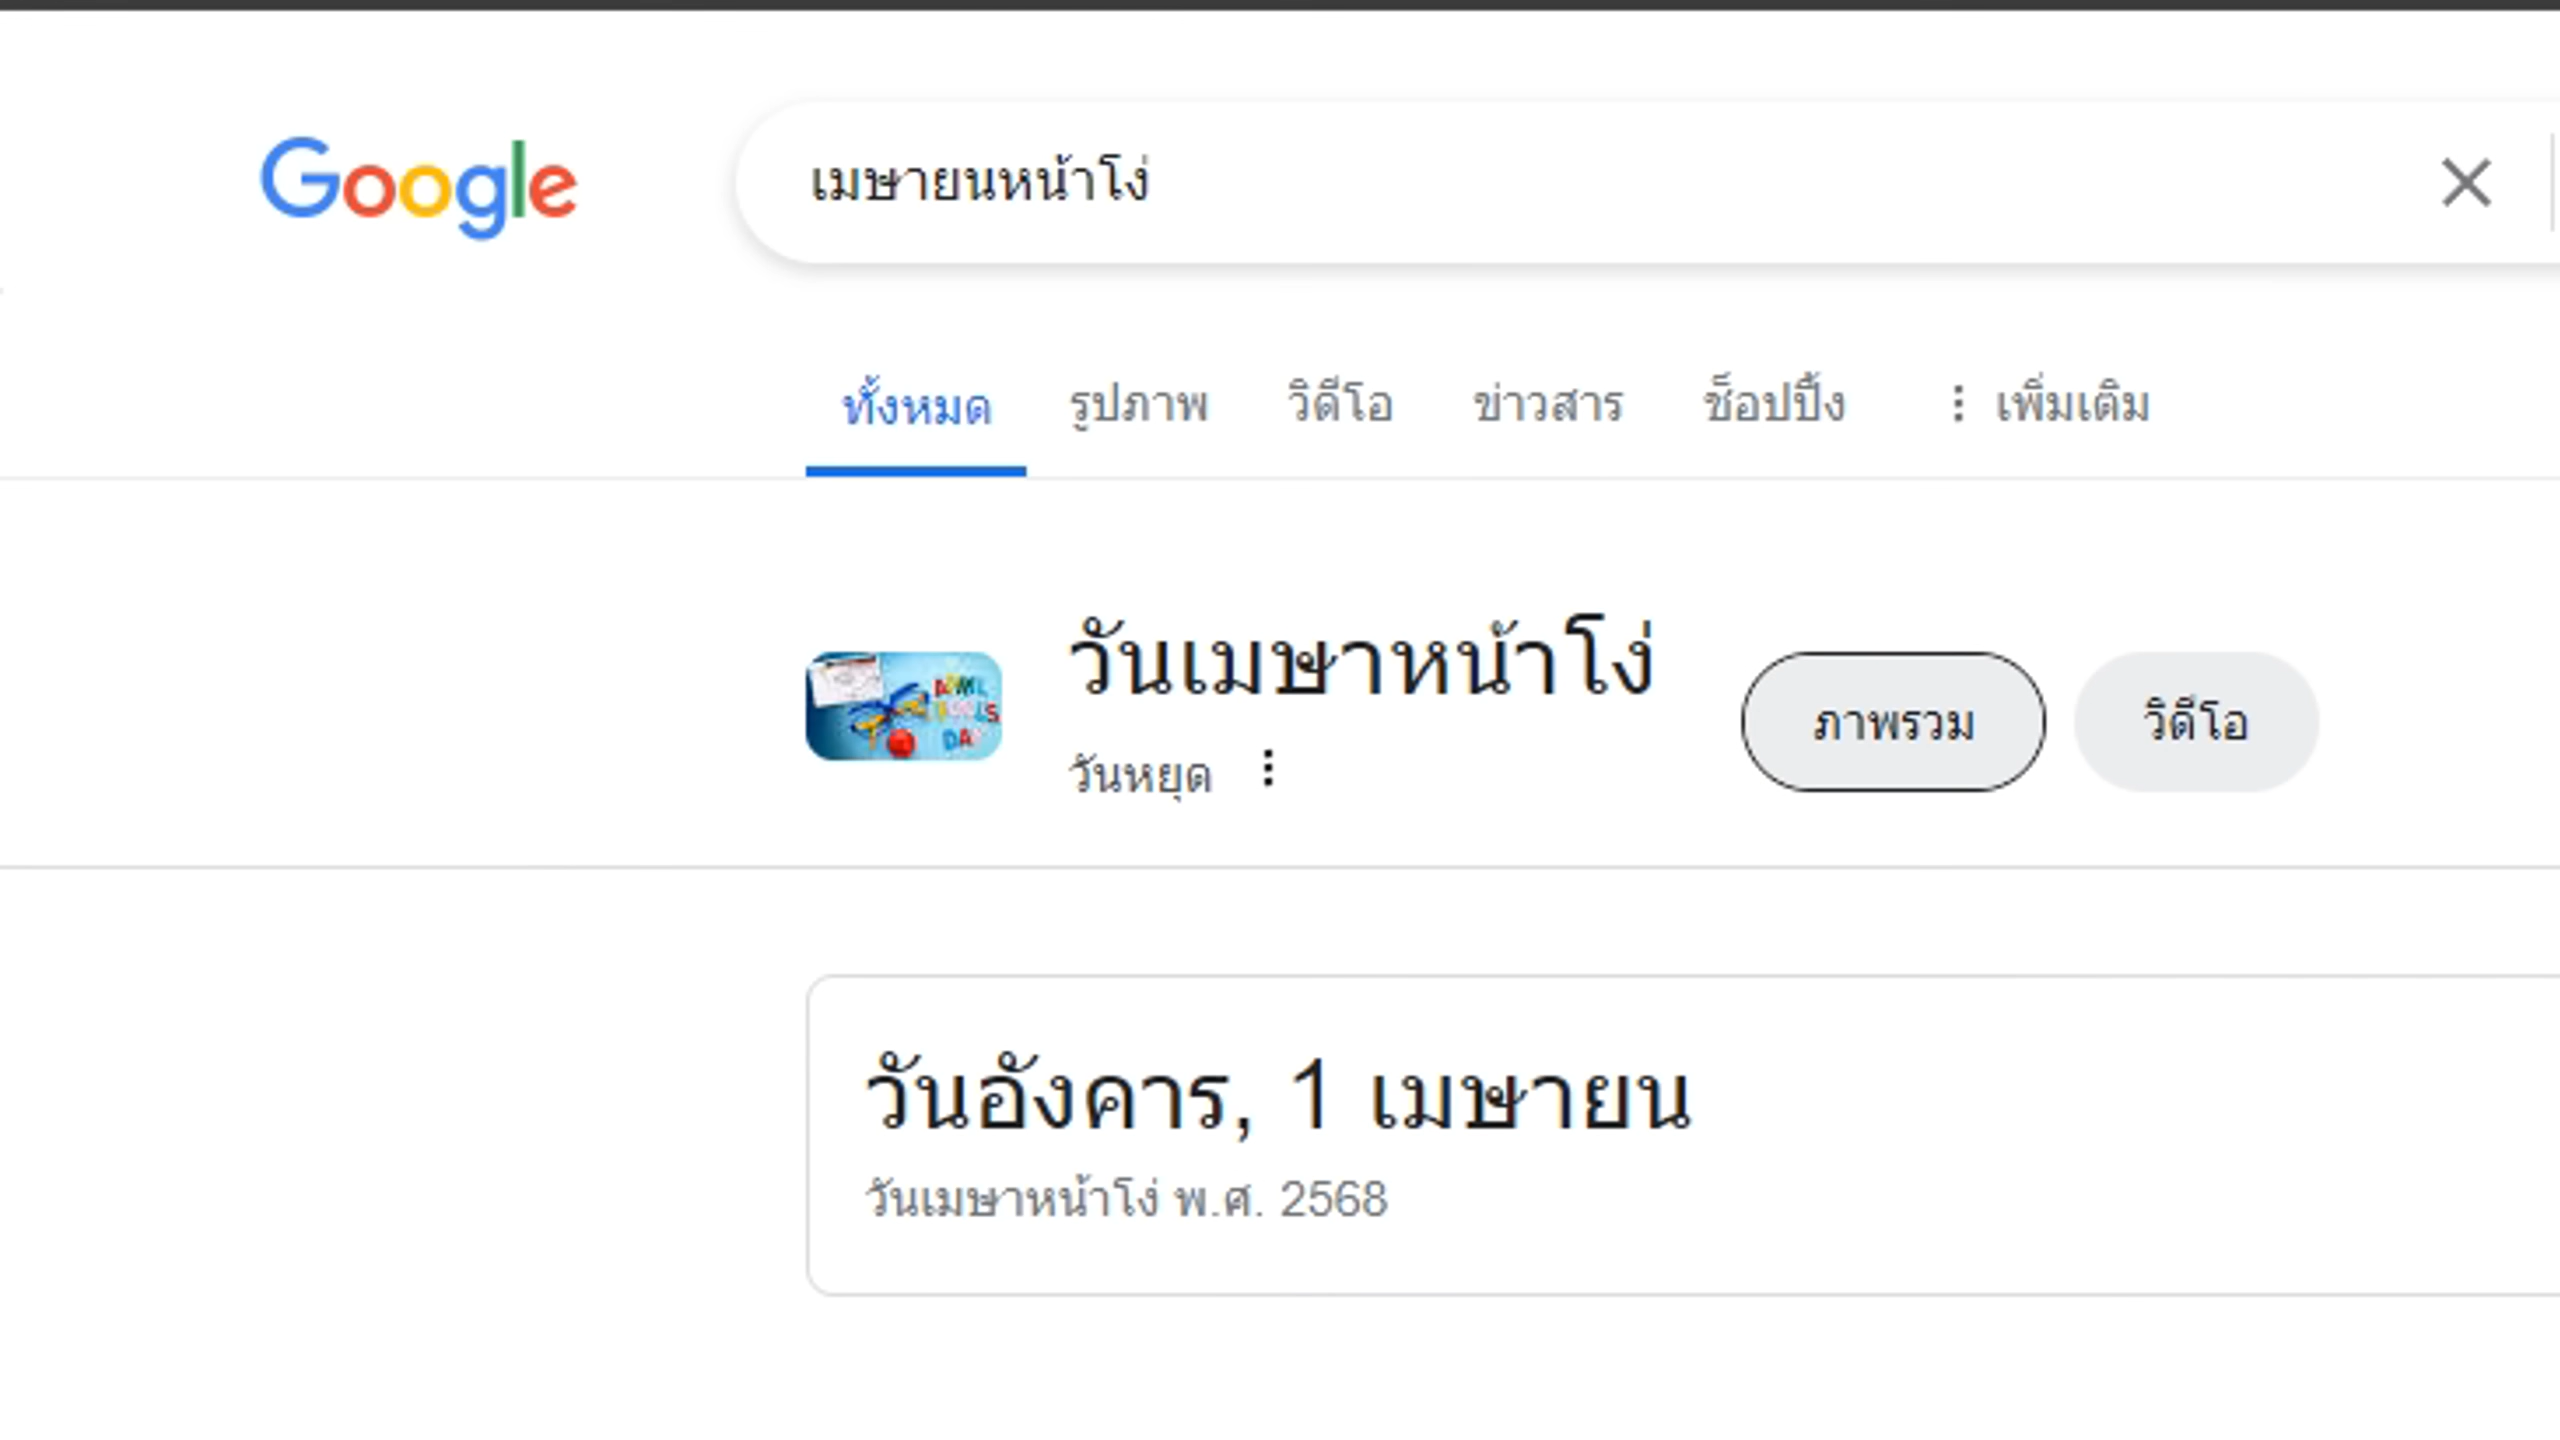 Google
เมษายนหน้าโง่
ทั้งหมด รูปภาพ วิดีโอ ข่าวสาร ช็อปปิ้ง เพิ่มเติม
วันเมษาหน้าโง่
วันหยุด
ภาพรวม วิดีโอ
APRIL
FOOLS
DAY
วันอังคาร, 1 เมษายน
วันเมษาหน้าโง่ พ.ศ. 2568